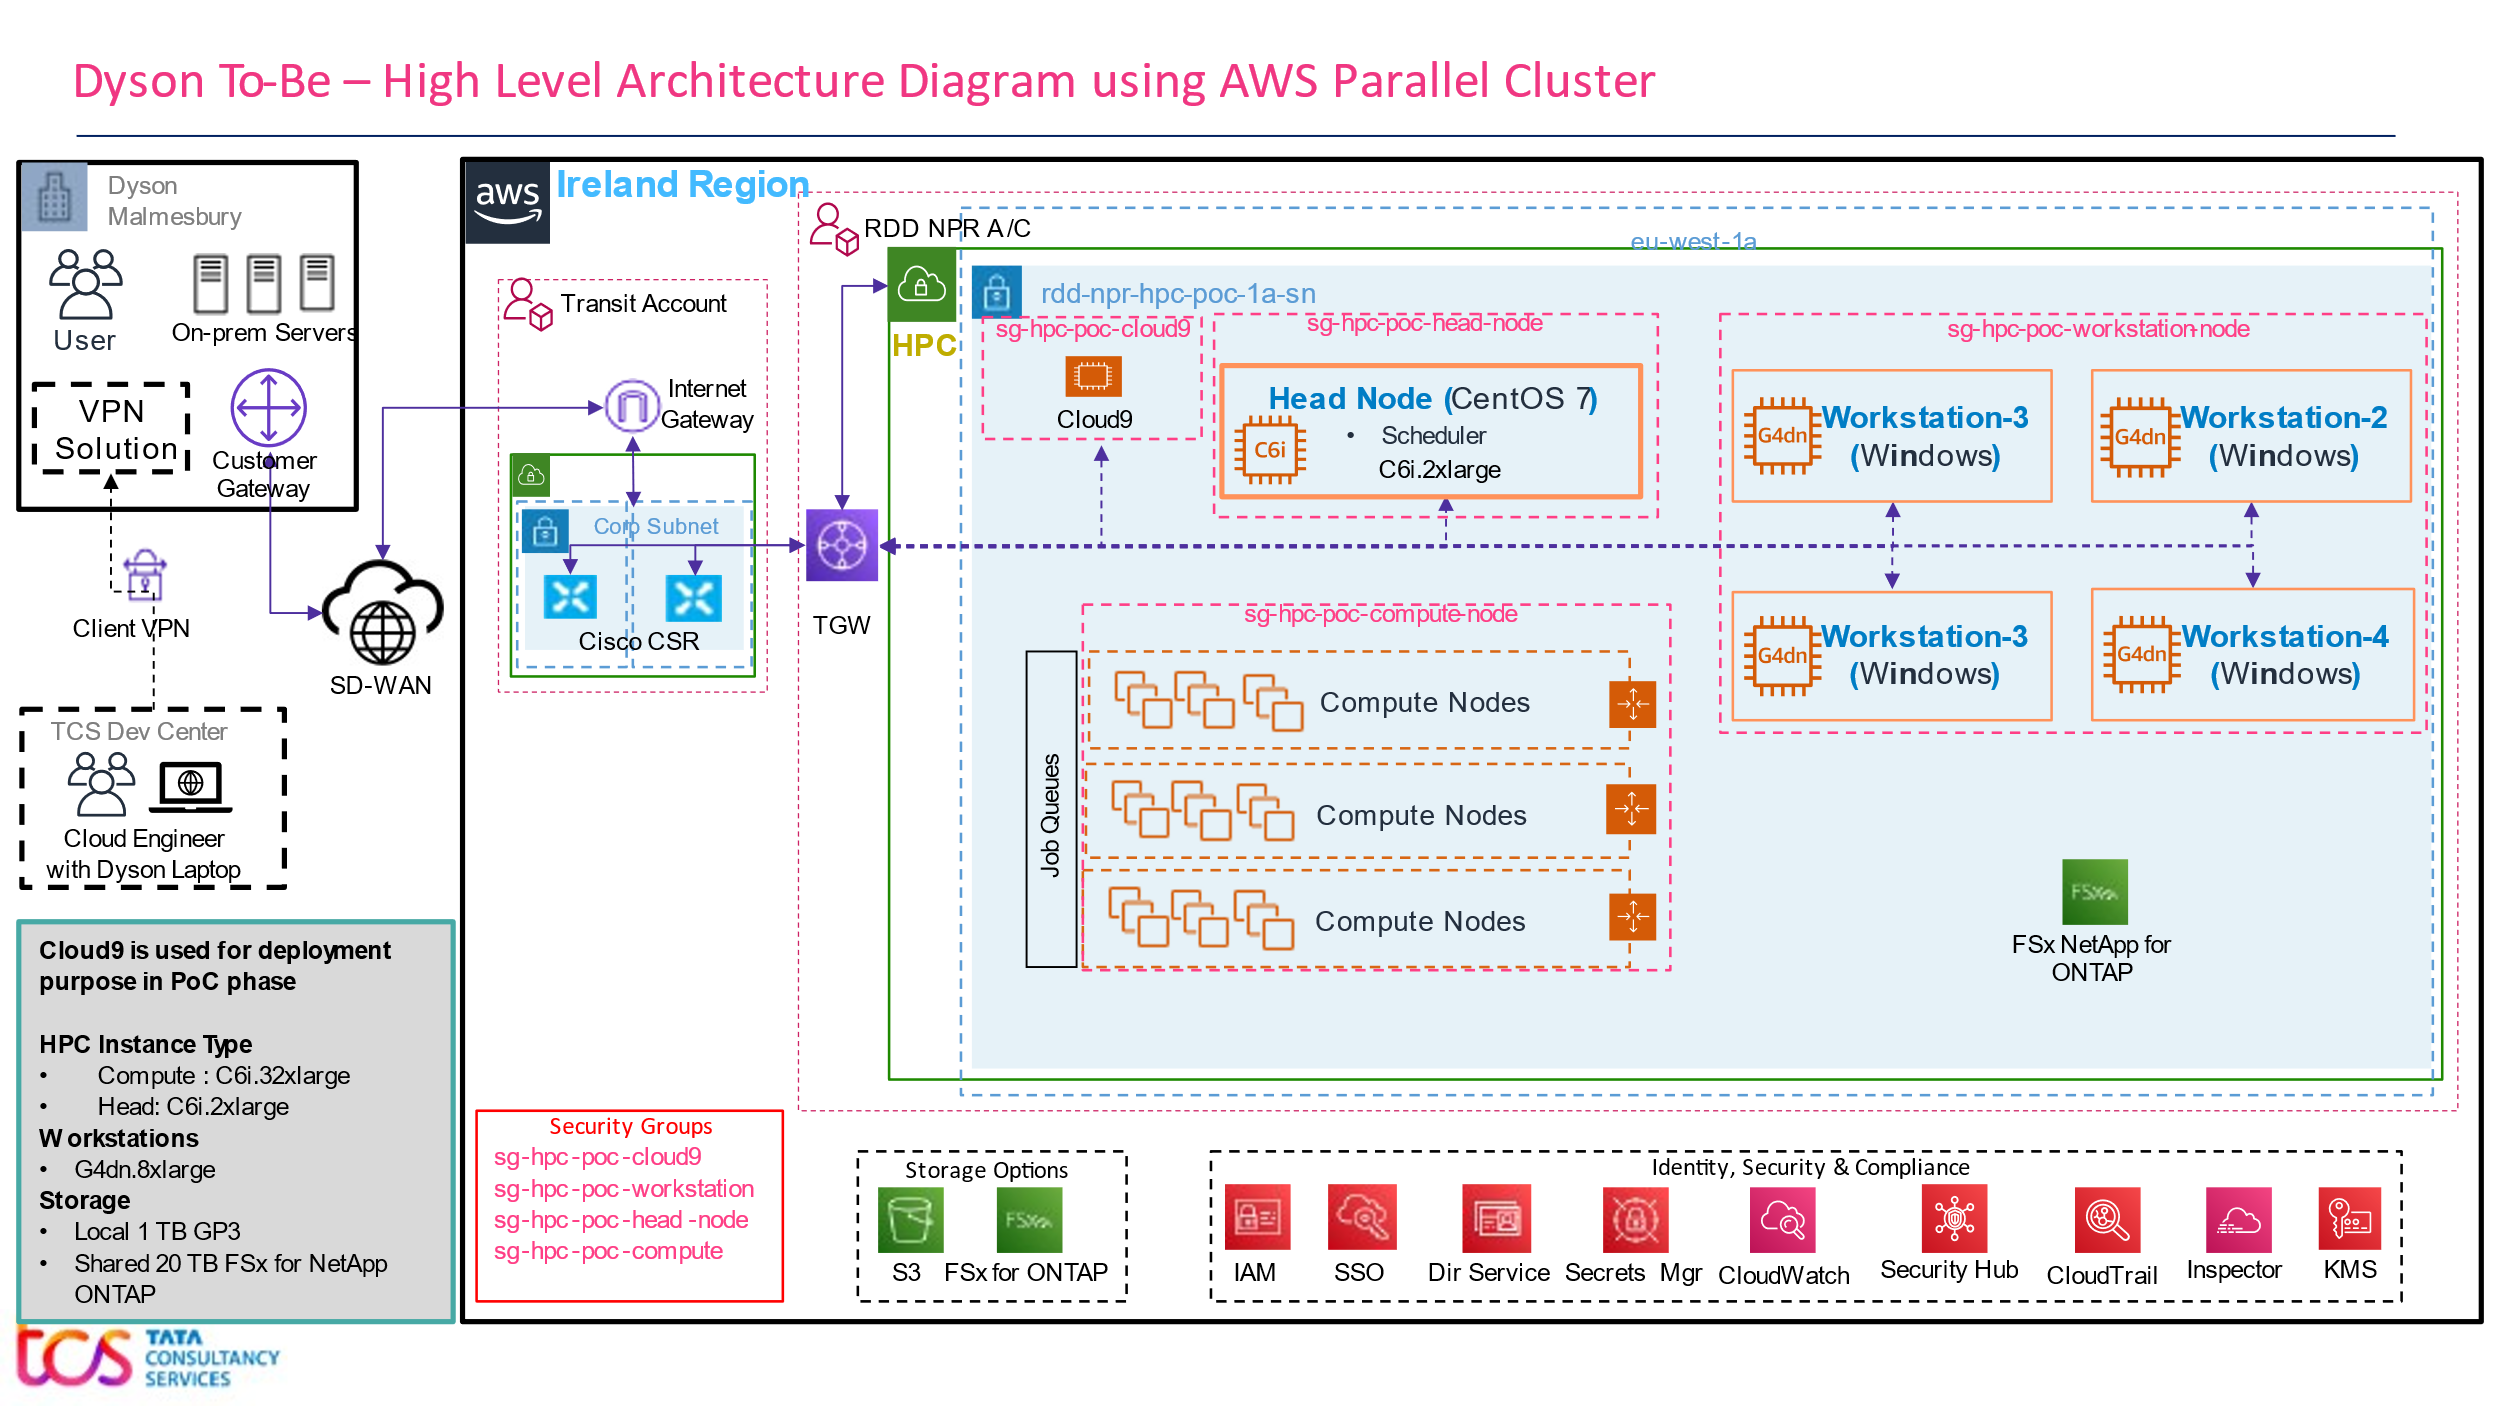 Dyson To-Be – High Level Architecture Diagram using AWS Parallel Cluster
Dyson
Malmesbury
User
On-prem Servers
VPN
Solution
Customer
Gateway
Client VPN
SD-WAN
TCS Dev Center
Cloud Engineer
with Dyson Laptop
Cloud9 is used for deployment
purpose in PoC phase
HPC Instance Type
• Compute : C6i.32xlarge
• Head: C6i.2xlarge
Workstations
• G4dn.8xlarge
Storage
• Local 1 TB GP3
• Shared 20 TB FSx for NetApp
ONTAP
tcs TATA
CONSULTANCY
SERVICES
aws
Ireland Region
Transit Account
Internet
Gateway
Corp Subnet
Cisco CSR
TGW
RDD NPR A/C
HPC
eu-west-1a
rdd-npr-hpc-poc-1a-sn
sg-hpc-poc-cloud9
Cloud9
sg-hpc-poc-head-node
Head Node (CentOS 7)
• Scheduler
C6i
C6i.2xlarge
sg-hpc-poc-workstation-node
G4dn
Workstation-3
(Windows)
G4dn
Workstation-2
(Windows)
G4dn
Workstation-3
(Windows)
G4dn
Workstation-4
(Windows)
sg-hpc-poc-compute-node
Job Queues
Compute Nodes
Compute Nodes
Compute Nodes
FSx
FSx NetApp for
ONTAP
Security Groups
sg-hpc-poc-cloud9
sg-hpc-poc-workstation
sg-hpc-poc-head -node
sg-hpc-poc-compute
Storage Options
S3
FSx
FSx for ONTAP
Identity, Security & Compliance
IAM
SSO
Dir Service
Secrets Mgr
CloudWatch
Security Hub
CloudTrail
Inspector
KMS